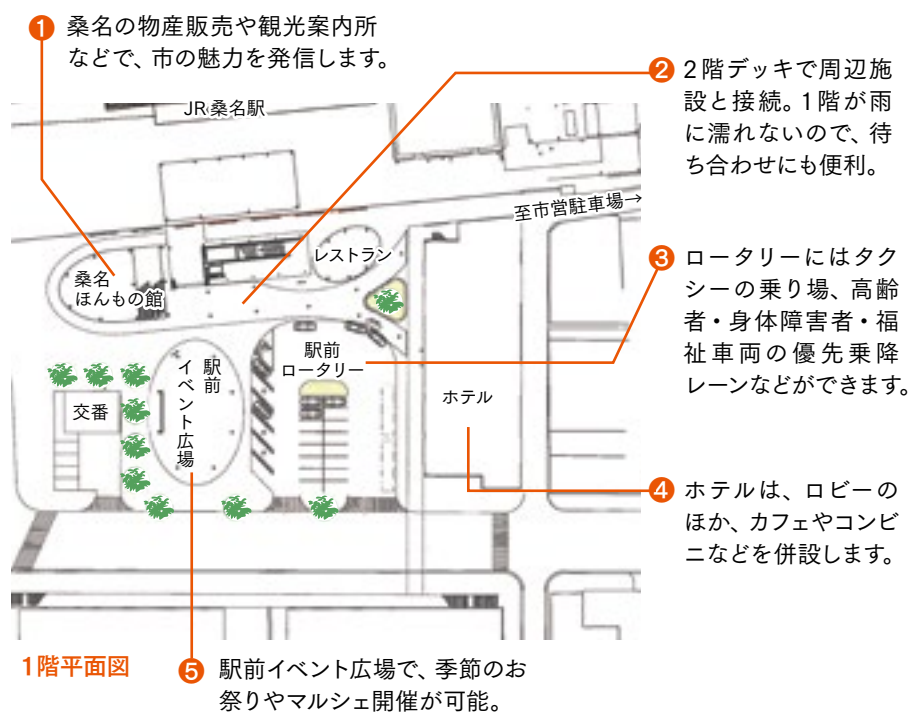 1 桑名の物産販売や観光案内所
などで、市の魅力を発信します。
2 2階デッキで周辺施
設と接続。1階が雨
に濡れないので、待
ち合わせにも便利。
JR 桑名駅
至市営駐車場→
レストラン
桑名
ほんもの館
3 ロータリーにはタク
シーの乗り場、高齢
者・身体障害者・福
祉車両の優先乗降
レーンなどができます。
駅前
ロータリー
駅前
イベント広場
交番
ホテル
4 ホテルは、ロビーの
ほか、カフェやコンビ
ニなどを併設します。
1階平面図
5 駅前イベント広場で、季節のお
祭りやマルシェ開催が可能。